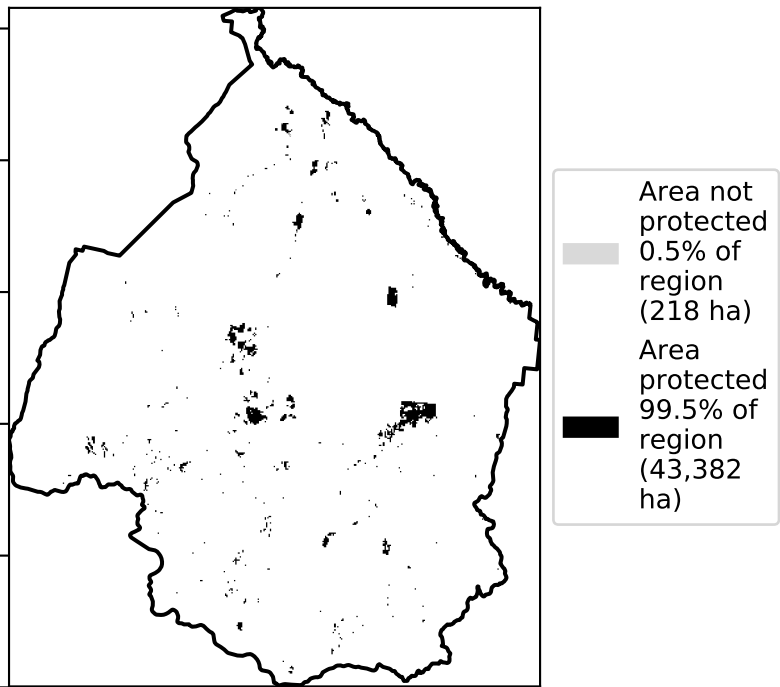 Area not
protected
0.5% of
region
(218 ha)
Area
protected
99.5% of
region
(43,382
ha)